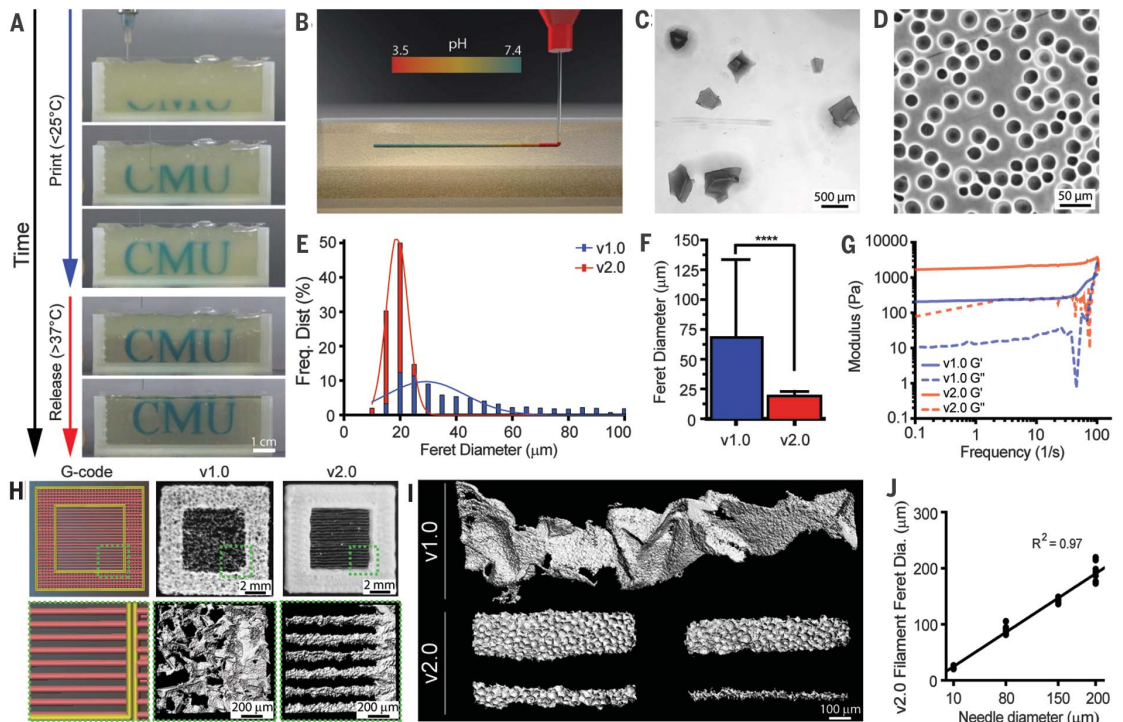 A
Time
Print (<25°C)
Release (>37°C)
CMU
CMU
CMU
CMU
CMU
1 cm
B
pH
3.5
7.4
C
500 μm
D
50 μm
E
Freq. Dist (%)
50
40
30
20
10
0
v1.0
v2.0
0
20
40
60
80
100
Feret Diameter (μm)
F
Feret Diameter (μm)
150
125
100
75
50
25
0
****
v1.0
v2.0
G
Modulus (Pa)
10000
1000
100
10
1
0.1
v1.0 G'
v1.0 G"
v2.0 G'
v2.0 G"
0.1
1
10
100
Frequency (1/s)
H
G-code
v1.0
v2.0
2 mm
2 mm
200 μm
200 μm
I
v1.0
v2.0
100 μm
J
v2.0 Filament Feret Dia. (μm)
300
200
100
0
R² = 0.97
10
80
150
200
Needle diameter (μm)